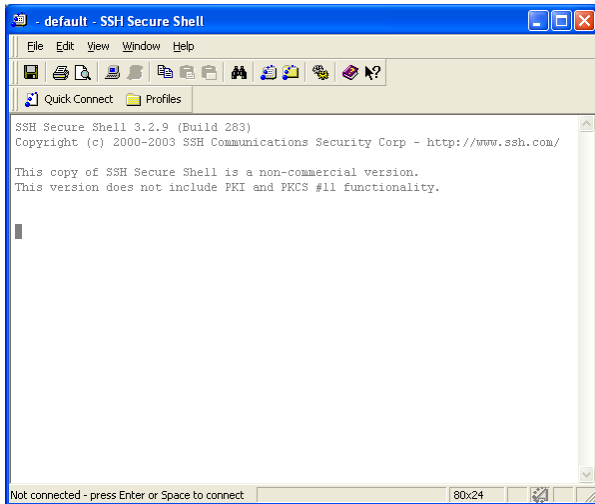 - default - SSH Secure Shell
File Edit View Window Help
Quick Connect Profiles
SSH Secure Shell 3.2.9 (Build 283)
Copyright (c) 2000-2003 SSH Communications Security Corp - http://www.ssh.com/
This copy of SSH Secure Shell is a non-commercial version.
This version does not include PKI and PKCS #11 functionality.
Not connected - press Enter or Space to connect 80x24